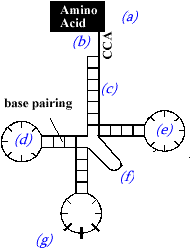 Amino
Acid
(a)
(b)
CCA
(c)
base pairing
(d)
(e)
(f)
(g)